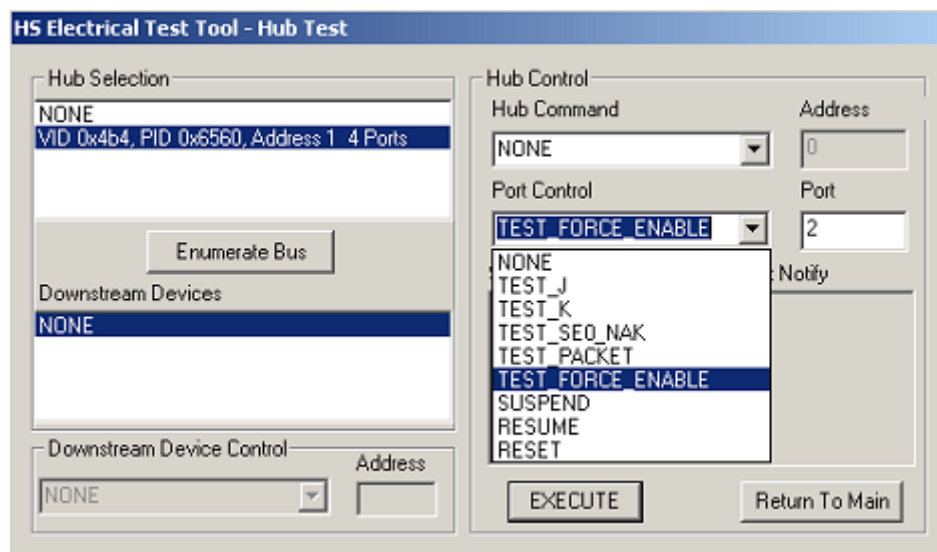 HS Electrical Test Tool - Hub Test
Hub Selection
NONE
VID 0x4b4, PID 0x6560, Address 1 4 Ports
Enumerate Bus
Downstream Devices
NONE
Downstream Device Control
Address
NONE
Hub Control
Hub Command
Address
NONE
0
Port Control
Port
TEST_FORCE_ENABLE
2
Notify
NONE
TEST_J
TEST_K
TEST_SE0_NAK
TEST_PACKET
TEST_FORCE_ENABLE
SUSPEND
RESUME
RESET
EXECUTE
Return To Main